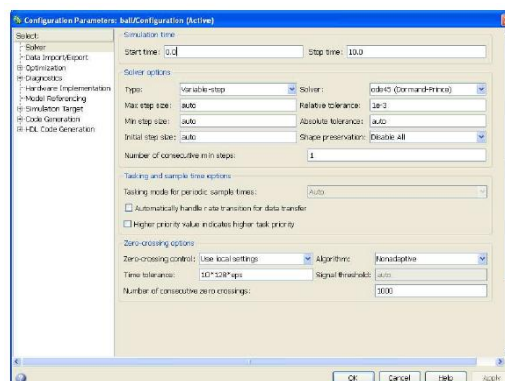 Configuration Parameters: ball/Configuration (Active)
Select:
Solver
Data Import/Export
Optimization
Diagnostics
Hardware Implementation
Model Referencing
Simulation Target
Code Generation
HDL Code Generation
Simulation time
Start time: 0.0 Stop time: 10.0
Solver options
Type: Variable-step Solver: ode45 (Dormand-Prince)
Max step size: auto Relative tolerance: 1e-3
Min step size: auto Absolute tolerance: auto
Initial step size: auto Shape preservation: Disable All
Number of consecutive min steps: 1
Tasking and sample time options
Tasking mode for periodic sample times: Auto
Automatically handle rate transition for data transfer
Higher priority value indicates higher task priority
Zero-crossing options
Zero-crossing control: Use local settings Algorithm: Nonadaptive
Time tolerance: 10*128*eps Signal threshold: auto
Number of consecutive zero crossings: 1000
OK Cancel Help Apply